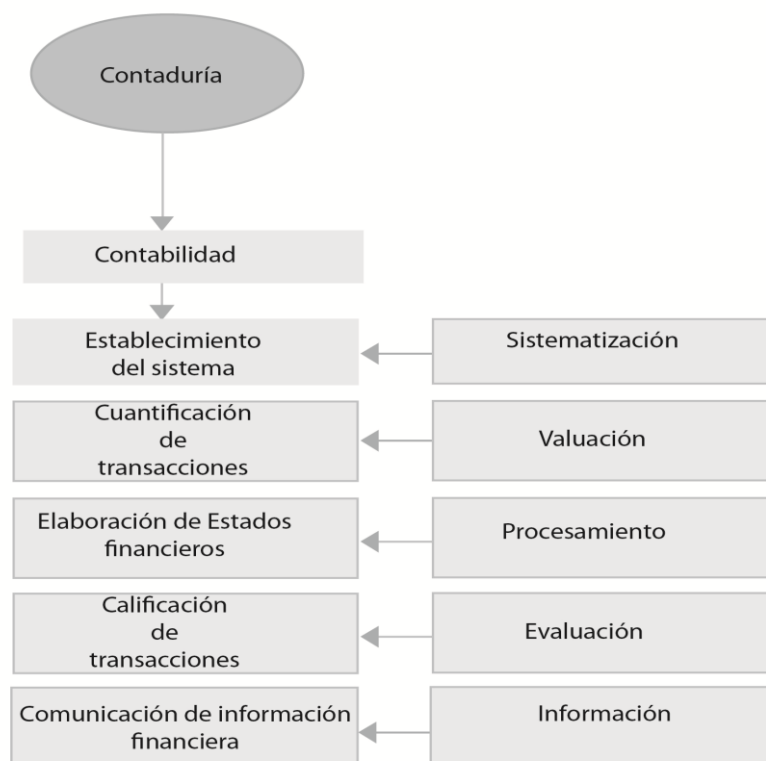 Contaduría
Contabilidad
Establecimiento
del sistema
Sistematización
Cuantificación
de
transacciones
Valuación
Elaboración de Estados
financieros
Procesamiento
Calificación
de
transacciones
Evaluación
Comunicación de información
financiera
Información